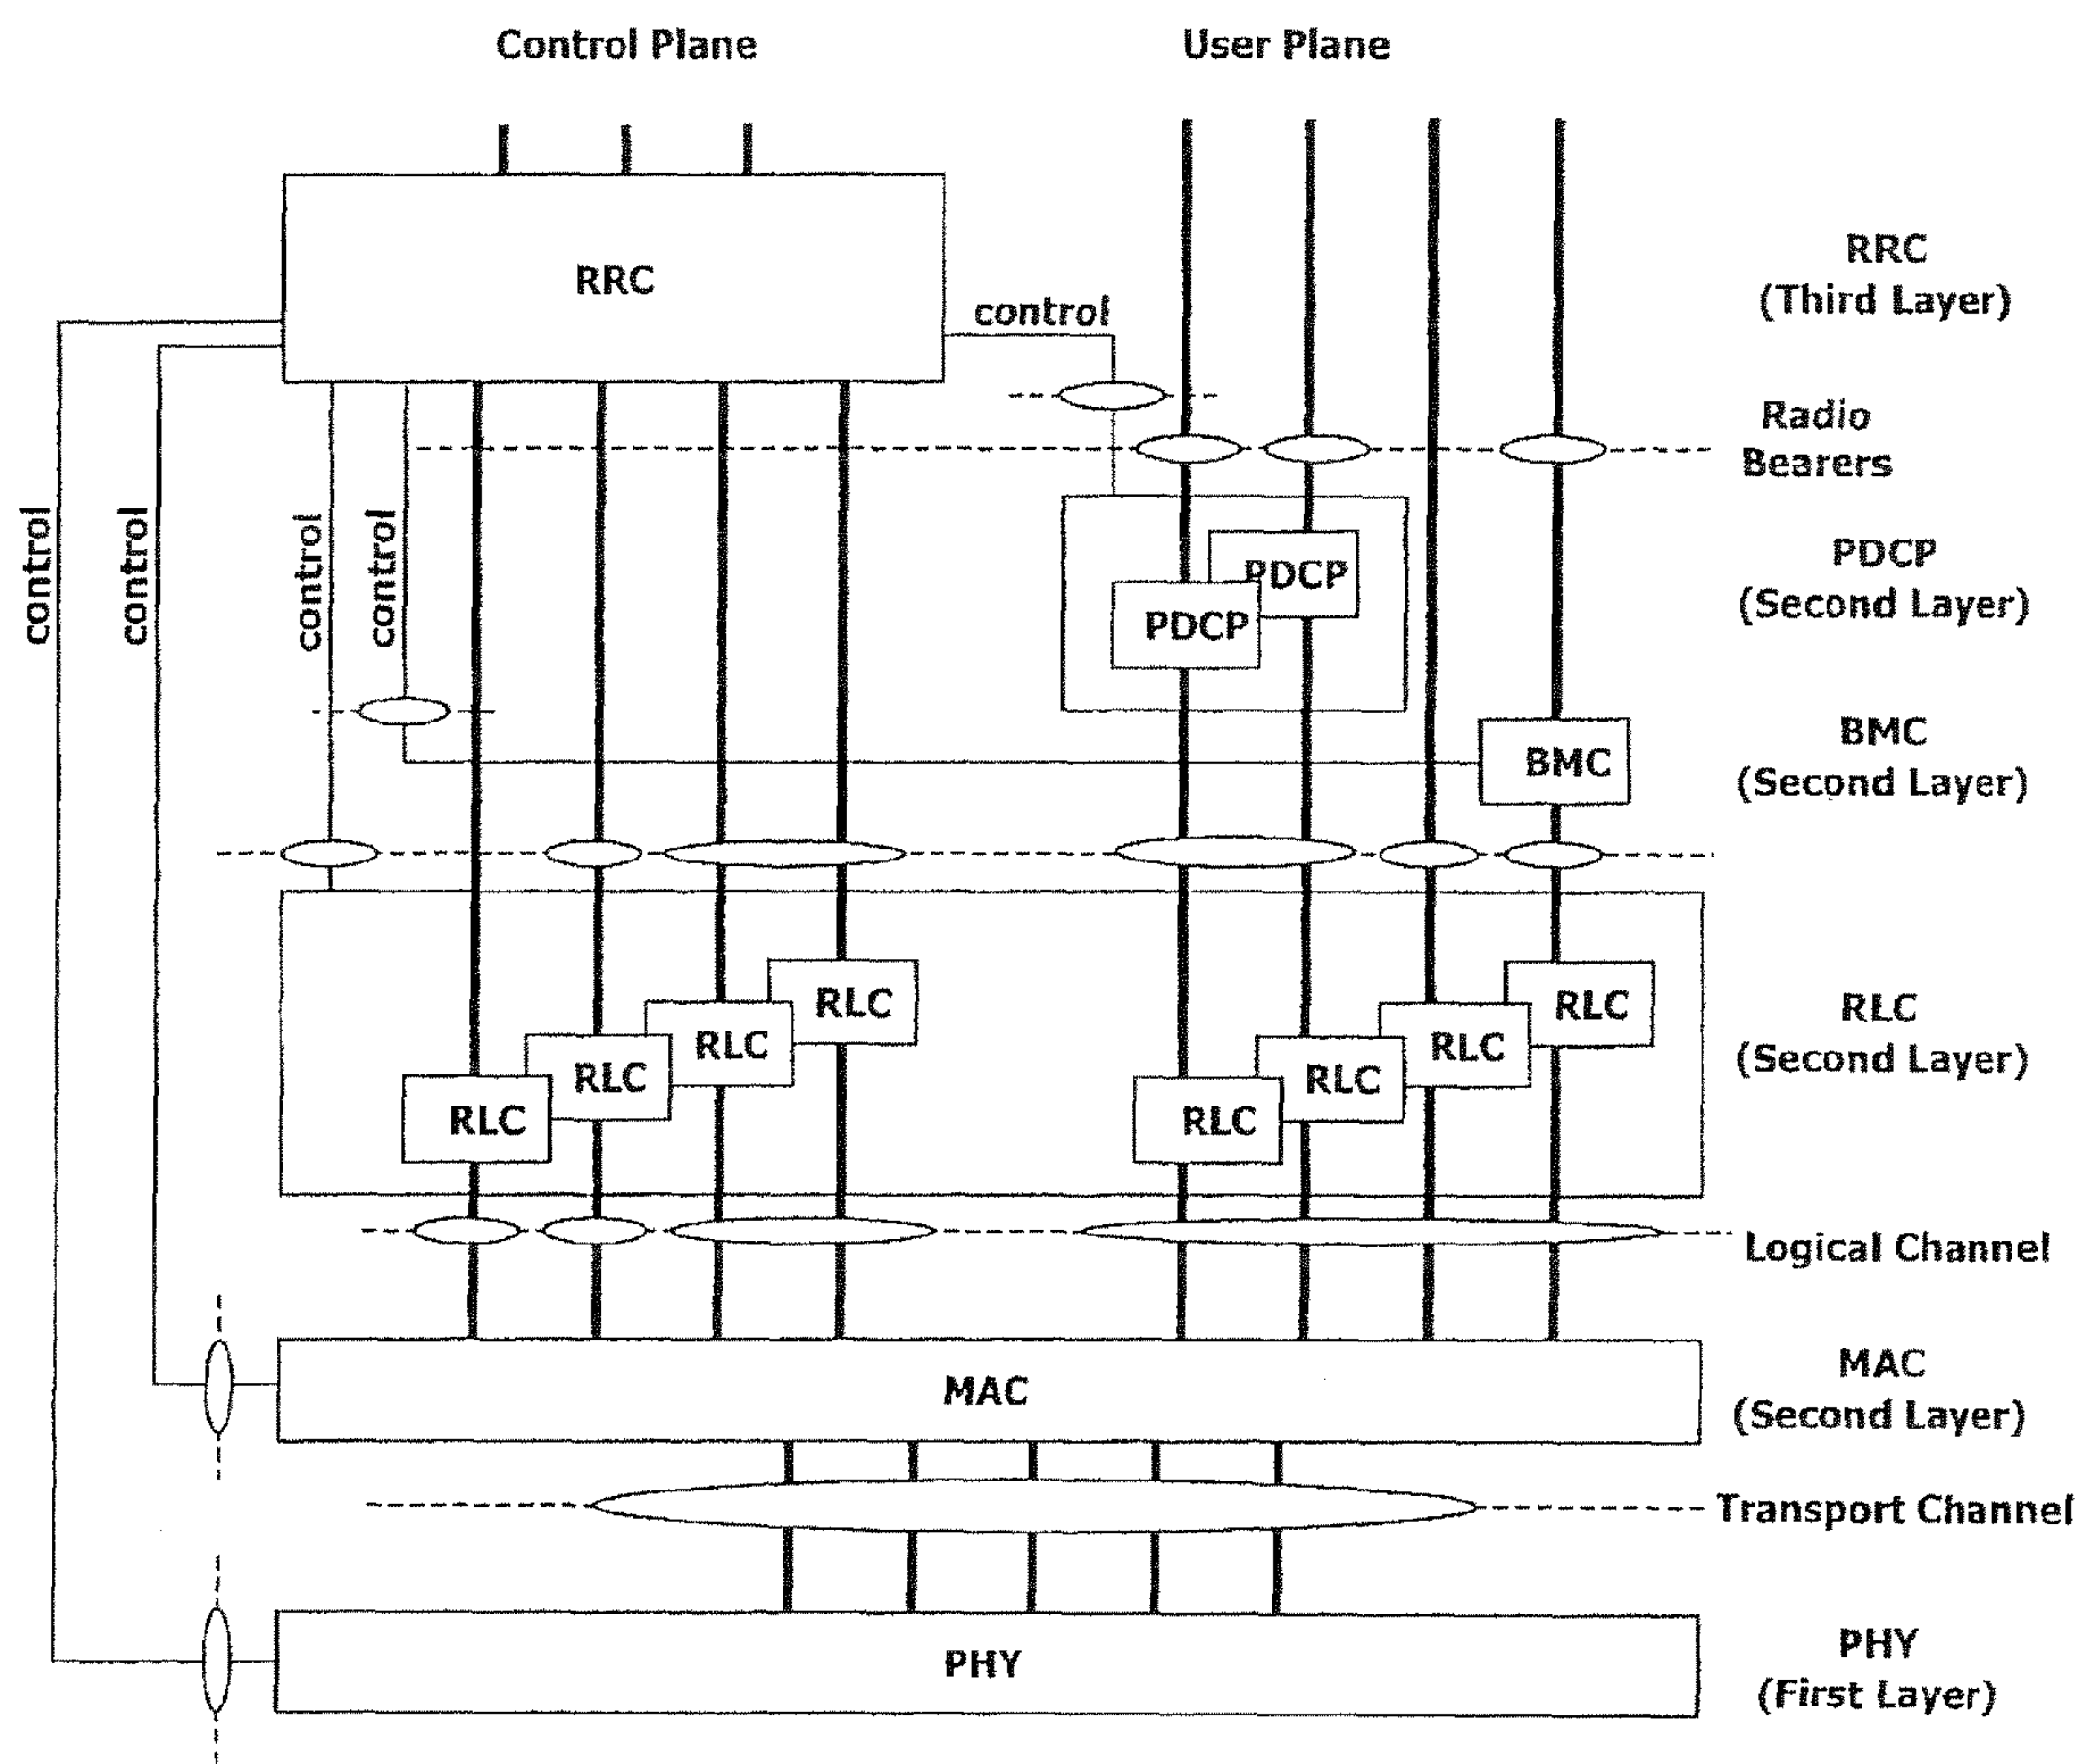 Control Plane
User Plane
RRC
control
RRC
(Third Layer)
Radio
Bearers
control
control
control
control
PDCP
PDCP
PDCP
(Second Layer)
BMC
BMC
(Second Layer)
RLC
RLC
RLC
RLC
RLC
RLC
RLC
RLC
RLC
(Second Layer)
Logical Channel
MAC
MAC
(Second Layer)
Transport Channel
PHY
PHY
(First Layer)